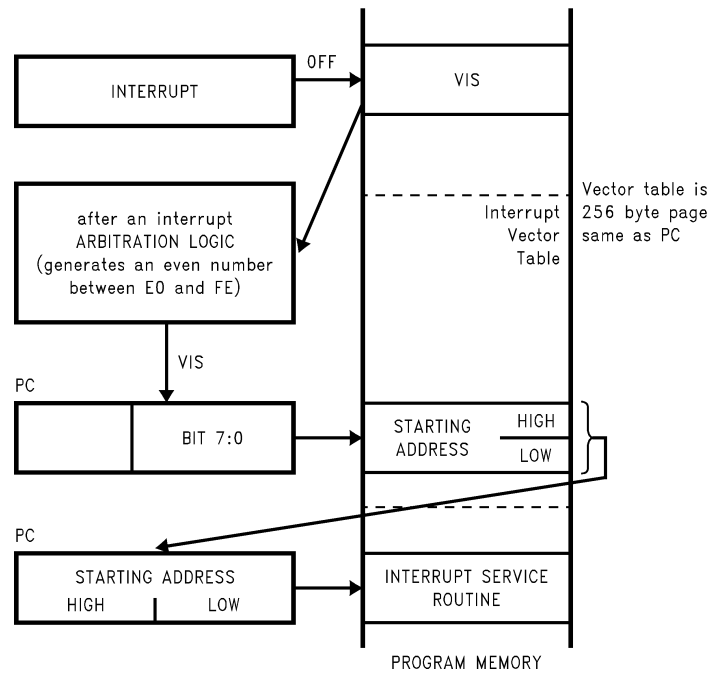 INTERRUPT
OFF
VIS
after an interrupt
ARBITRATION LOGIC
(generates an even number
between E0 and FE)
Interrupt
Vector
Table
Vector table is
256 byte page
same as PC
VIS
PC
BIT 7:0
STARTING
ADDRESS
HIGH
LOW
PC
STARTING ADDRESS
HIGH
LOW
INTERRUPT SERVICE
ROUTINE
PROGRAM MEMORY